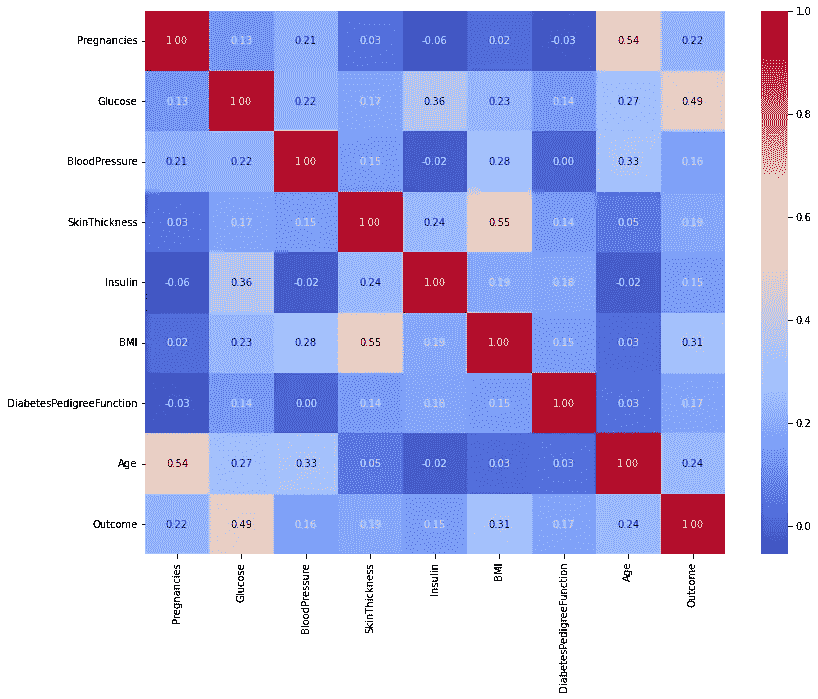 Pregnancies 1.00 0.13 0.21 0.03 -0.06 0.02 -0.03 0.54 0.22
Glucose 0.13 1.00 0.22 0.17 0.36 0.23 0.14 0.27 0.49
BloodPressure 0.21 0.22 1.00 0.15 -0.02 0.28 0.00 0.33 0.16
SkinThickness 0.03 0.17 0.15 1.00 0.24 0.55 0.14 0.05 0.19
Insulin -0.06 0.36 -0.02 0.24 1.00 0.19 -0.02 0.15
BMI 0.02 0.23 0.28 0.55 0.19 1.00 0.15 0.03 0.31
DiabetesPedigreeFunction -0.03 0.14 0.00 0.14 0.15 1.00 0.03 0.17
Age 0.54 0.27 0.33 0.05 -0.02 0.03 0.03 1.00 0.24
Outcome 0.22 0.49 0.16 0.19 0.15 0.31 0.17 0.24 1.00
Pregnancies
Glucose
BloodPressure
SkinThickness
Insulin
BMI
DiabetesPedigreeFunction
Age
Outcome
1.0
0.8
0.6
0.4
0.2
0.0